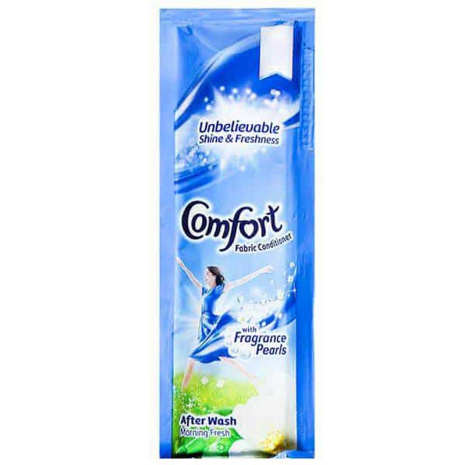 Unbelievable
Shine & Freshness
Comfort
Fabric Conditioner
with
Fragrance
Pearls
After Wash
Morning Fresh